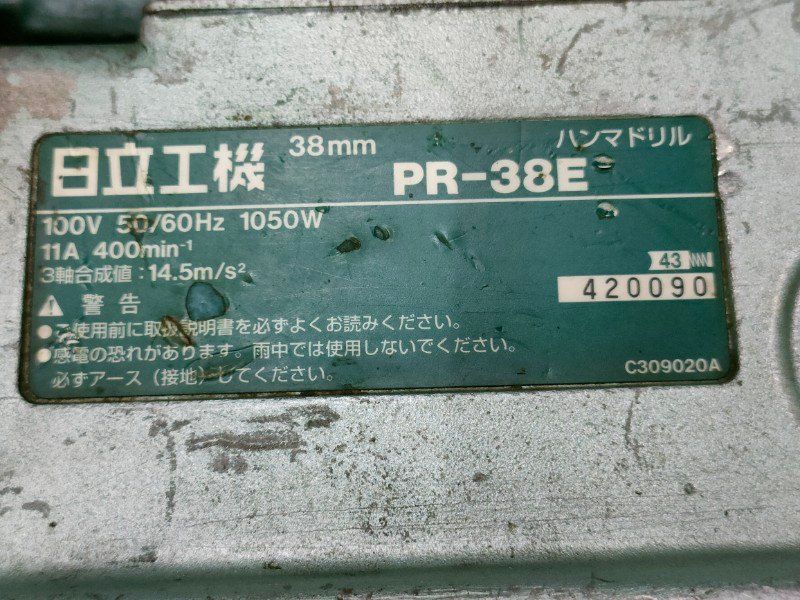 日立工機 38mm PR-38E ハンマドリル
100V 50/60Hz 1050W
11A 400min⁻¹
3軸合成値:14.5m/s²
43
420090
警告
●ご使用前に取扱説明書を必ずよくお読みください。
●感電の恐れがあります。雨中では使用しないでください。
必ずアース(接地)してください。
C309020A